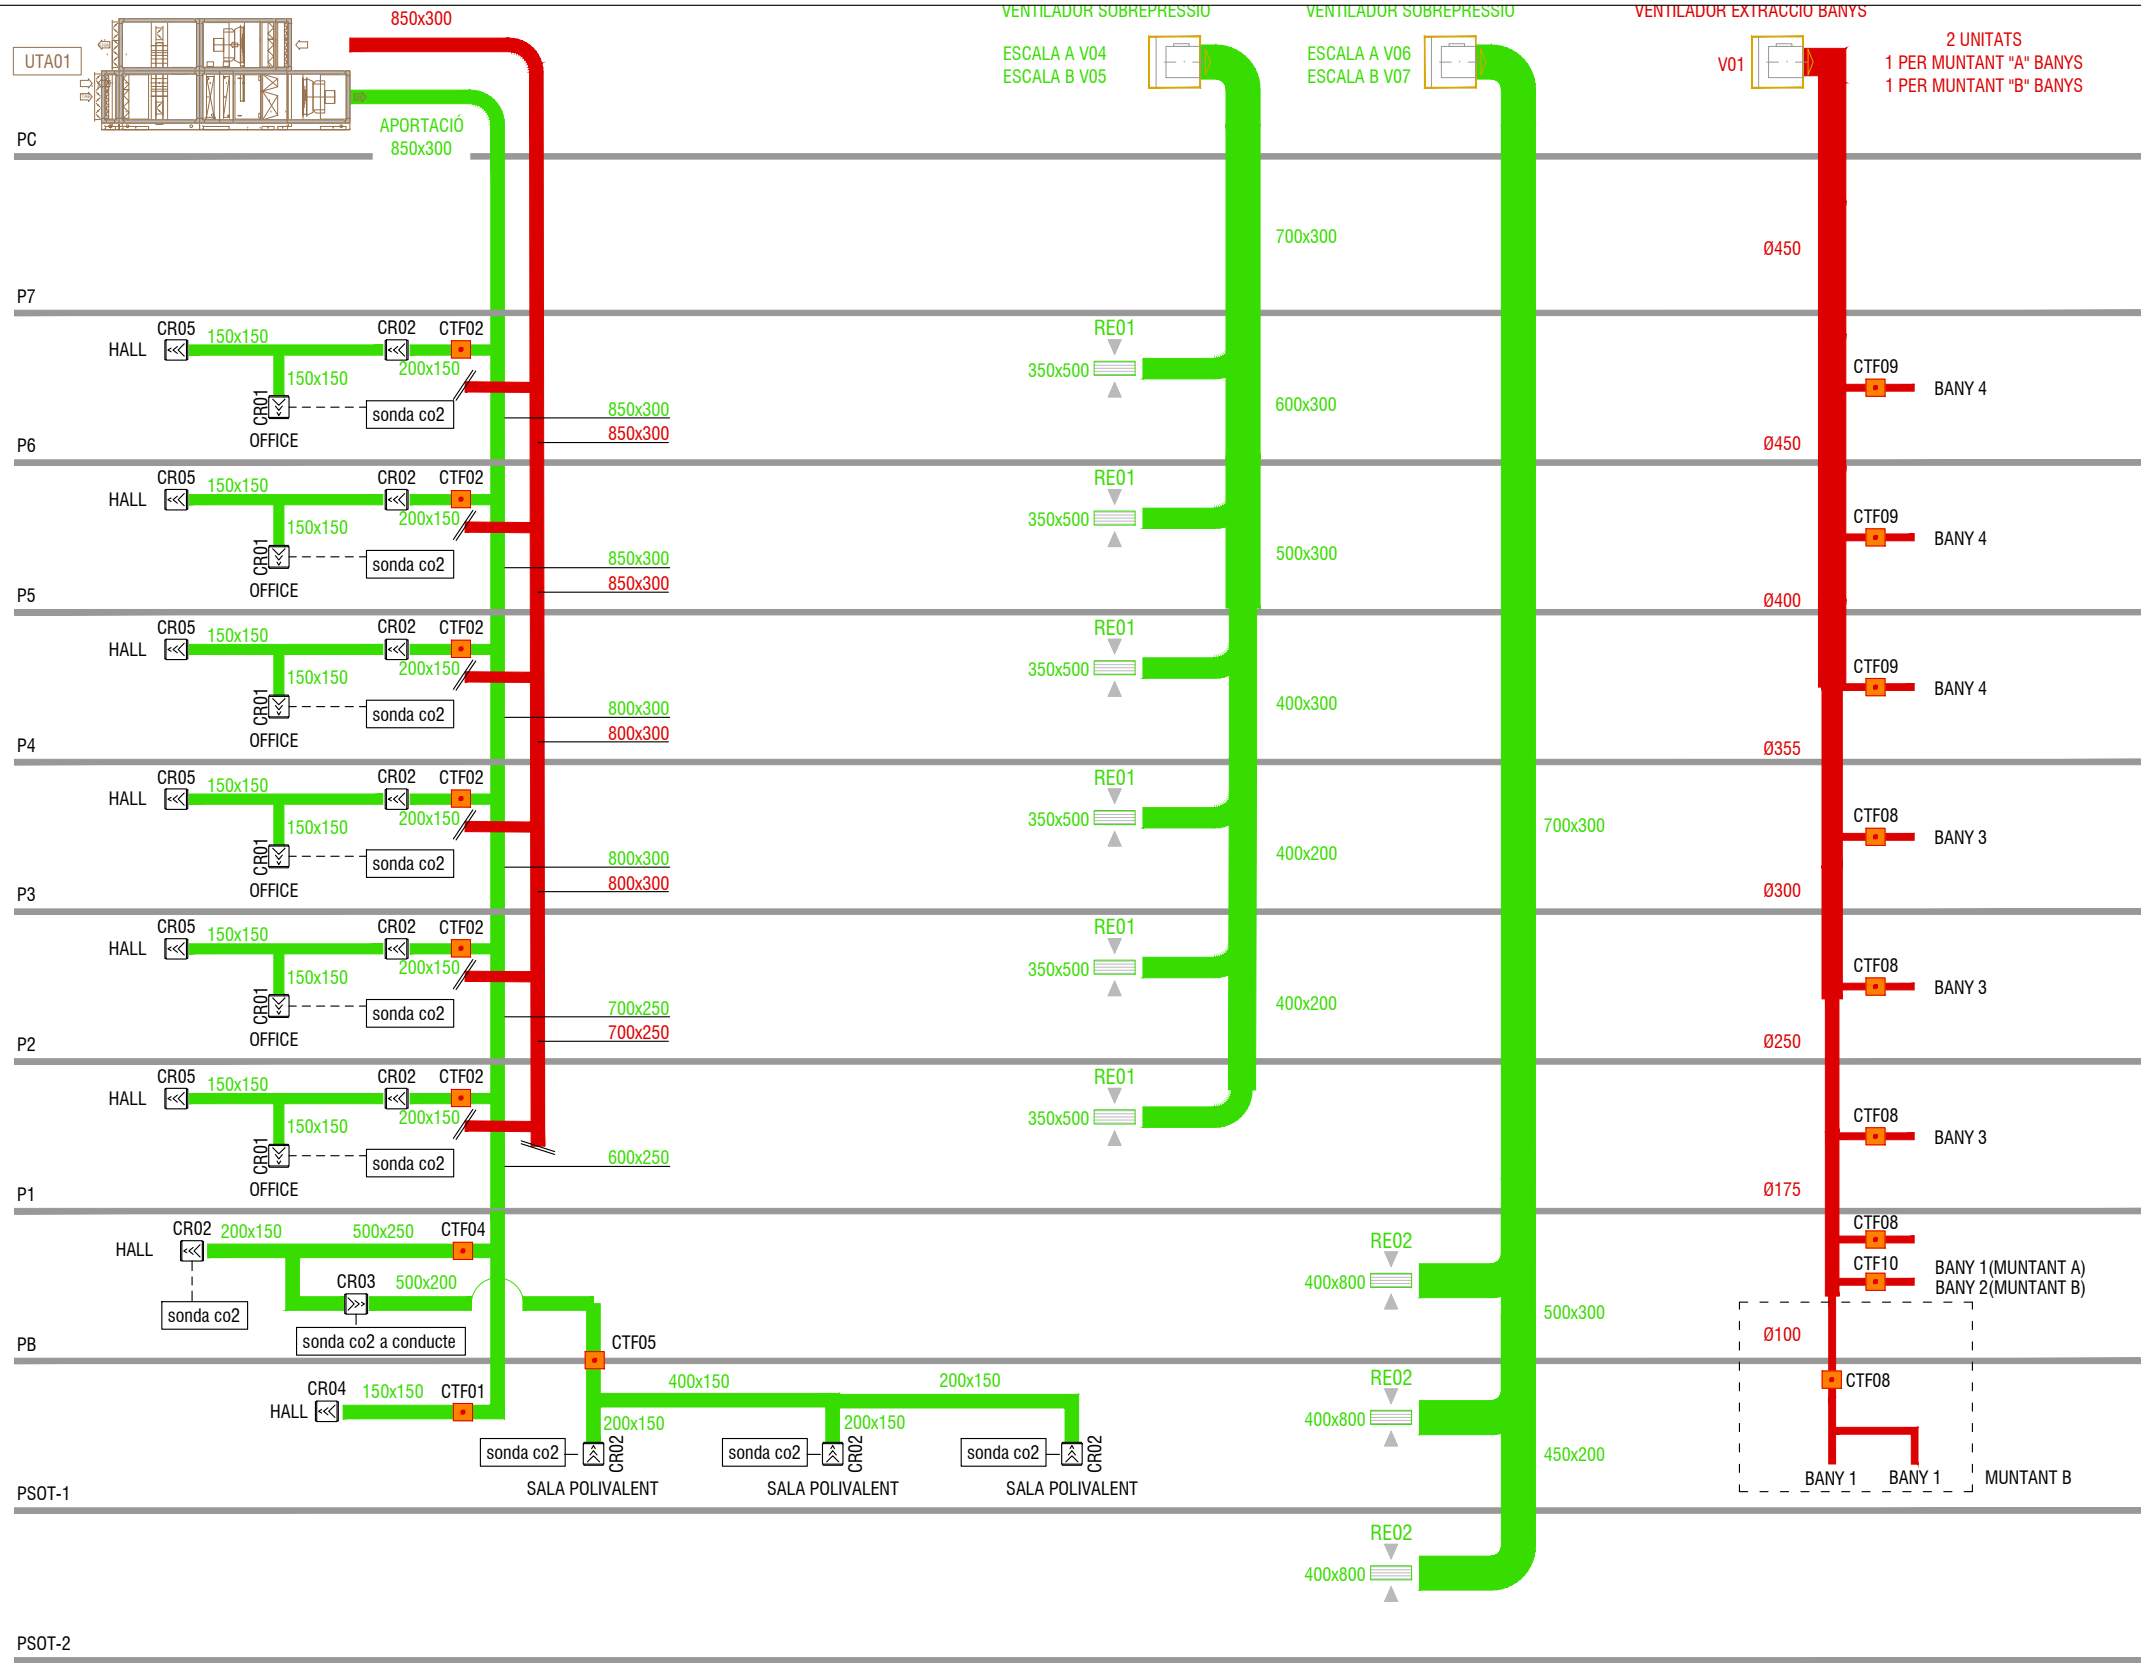 850x300
VENTILADOR SOBREPRESSIÓ
VENTILADOR SOBREPRESSIÓ
VENTILADOR EXTRACCIÓ BANYS
UTA01
ESCALA A V04
ESCALA B V05
ESCALA A V06
ESCALA B V07
V01
2 UNITATS
1 PER MUNTANT "A" BANYS
1 PER MUNTANT "B" BANYS
APORTACIÓ
850x300
PC
700x300
Ø450
P7
CR05
150x150
CR02
CTF02
HALL
200x150
150x150
CR01
sonda co2
OFFICE
850x300
850x300
RE01
350x500
600x300
CTF09
BANY 4
Ø450
P6
CR05
150x150
CR02
CTF02
HALL
200x150
150x150
CR01
sonda co2
OFFICE
850x300
850x300
RE01
350x500
500x300
CTF09
BANY 4
Ø400
P5
CR05
150x150
CR02
CTF02
HALL
200x150
150x150
CR01
sonda co2
OFFICE
800x300
800x300
RE01
350x500
400x300
CTF09
BANY 4
Ø355
P4
CR05
150x150
CR02
CTF02
HALL
200x150
150x150
CR01
sonda co2
OFFICE
800x300
800x300
RE01
350x500
400x200
700x300
CTF08
BANY 3
Ø300
P3
CR05
150x150
CR02
CTF02
HALL
200x150
150x150
CR01
sonda co2
OFFICE
700x250
700x250
RE01
350x500
400x200
CTF08
BANY 3
Ø250
P2
CR05
150x150
CR02
CTF02
HALL
200x150
150x150
CR01
sonda co2
OFFICE
600x250
RE01
350x500
CTF08
BANY 3
Ø175
P1
CR02
200x150
500x250
CTF04
HALL
CR03
500x200
sonda co2
sonda co2 a conducte
RE02
400x800
500x300
CTF08
CTF10
BANY 1(MUNTANT A)
BANY 2(MUNTANT B)
Ø100
PB
CTF05
CR04
150x150
CTF01
HALL
400x150
200x150
200x150
200x150
sonda co2
CR02
sonda co2
CR02
sonda co2
CR02
SALA POLIVALENT
SALA POLIVALENT
SALA POLIVALENT
RE02
400x800
450x200
CTF08
BANY 1
BANY 1
MUNTANT B
PSOT-1
RE02
400x800
PSOT-2